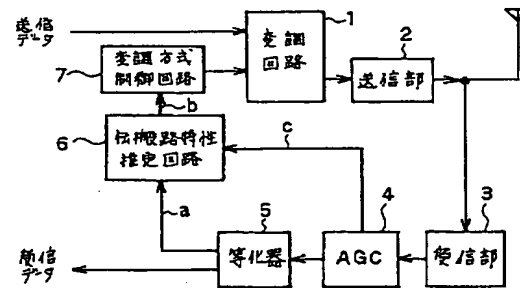 送信
データ
1
変調
回路
2
送信部
7
変調方式
制御回路
b
6
伝搬路特性
推定回路
c
a
5
等化器
4
AGC
3
受信部
受信
データ